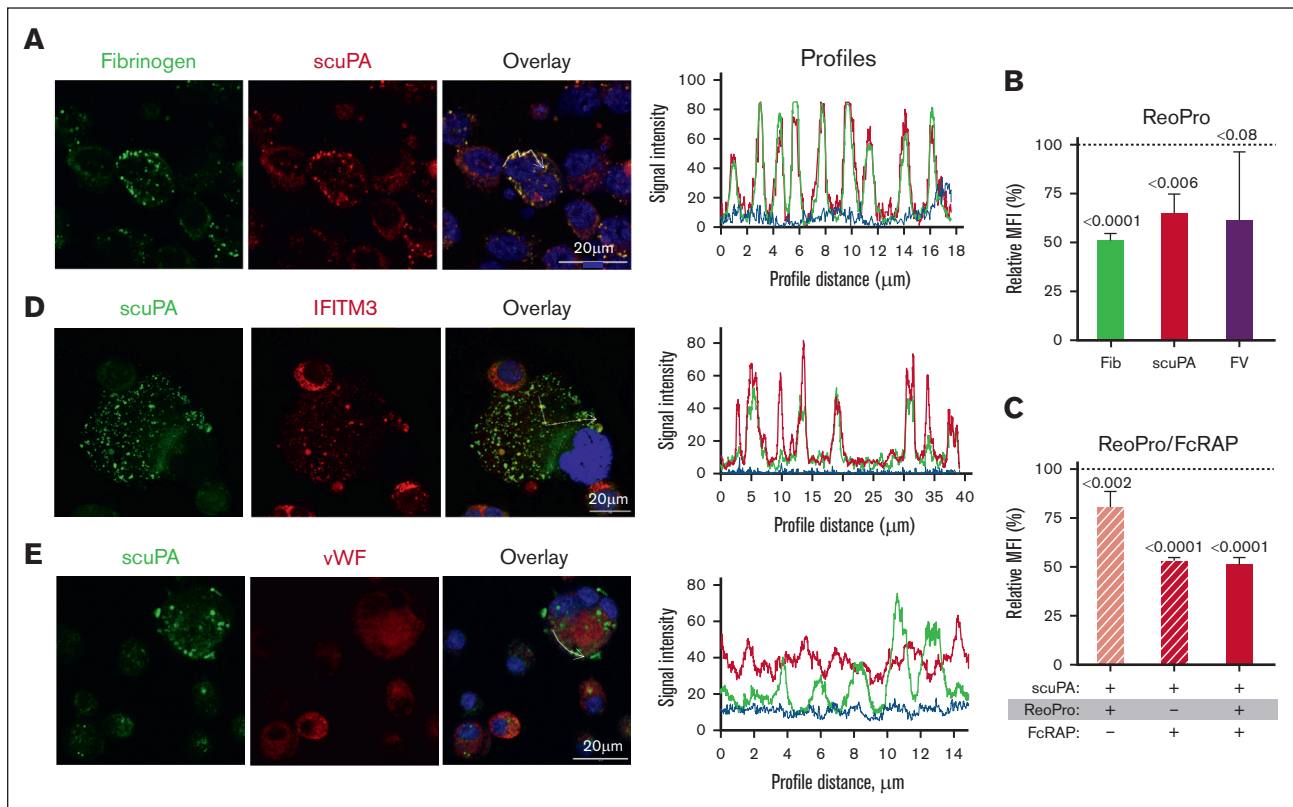 A
Fibrinogen scuPA Overlay Profiles
20μm
Signal intensity
100
80
60
40
20
0
0 2 4 6 8 10 12 14 16 18
Profile distance (μm)
B
ReoPro
Relative MFI (%)
100
75
50
25
0
<0.0001 <0.006 <0.08
Fib scuPA FV
D
scuPA IFITM3 Overlay
20μm
Signal intensity
80
60
40
20
0
0 5 10 15 20 25 30 35 40
Profile distance (μm)
C
ReoPro/FcRAP
Relative MFI (%)
100
75
50
25
0
<0.002 <0.0001 <0.0001
scuPA: + + +
ReoPro: + – +
FcRAP: – + +
E
scuPA vWF Overlay
20μm
Signal intensity
80
60
40
20
0
0 2 4 6 8 10 12 14
Profile distance, μm